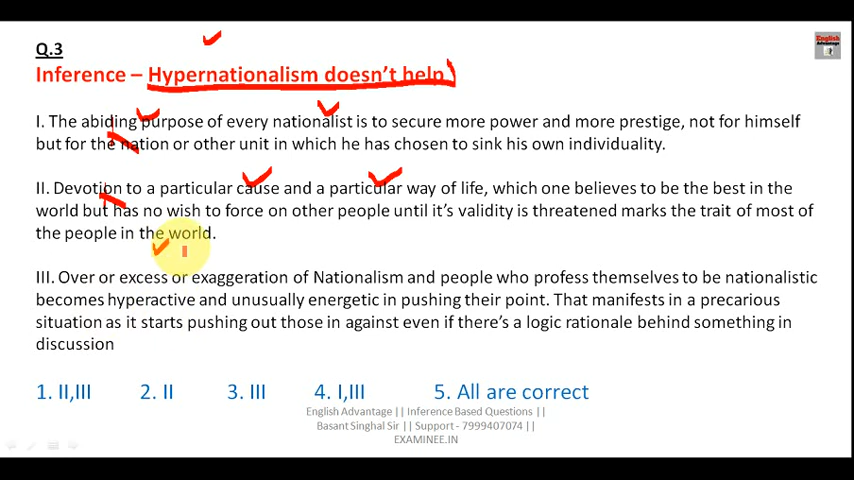 English
Advantage
Q.3
Inference – Hypernationalism doesn't help
I. The abiding purpose of every nationalist is to secure more power and more prestige, not for himself
but for the nation or other unit in which he has chosen to sink his own individuality.
II. Devotion to a particular cause and a particular way of life, which one believes to be the best in the
world but has no wish to force on other people until it's validity is threatened marks the trait of most of
the people in the world.
III. Over or excess or exaggeration of Nationalism and people who profess themselves to be nationalistic
becomes hyperactive and unusually energetic in pushing their point. That manifests in a precarious
situation as it starts pushing out those in against even if there's a logic rationale behind something in
discussion
1. II,III 2. II 3. III 4. I,III 5. All are correct
English Advantage || Inference Based Questions ||
Basant Singhal Sir || Support - 7999407074 ||
EXAMINEE.IN